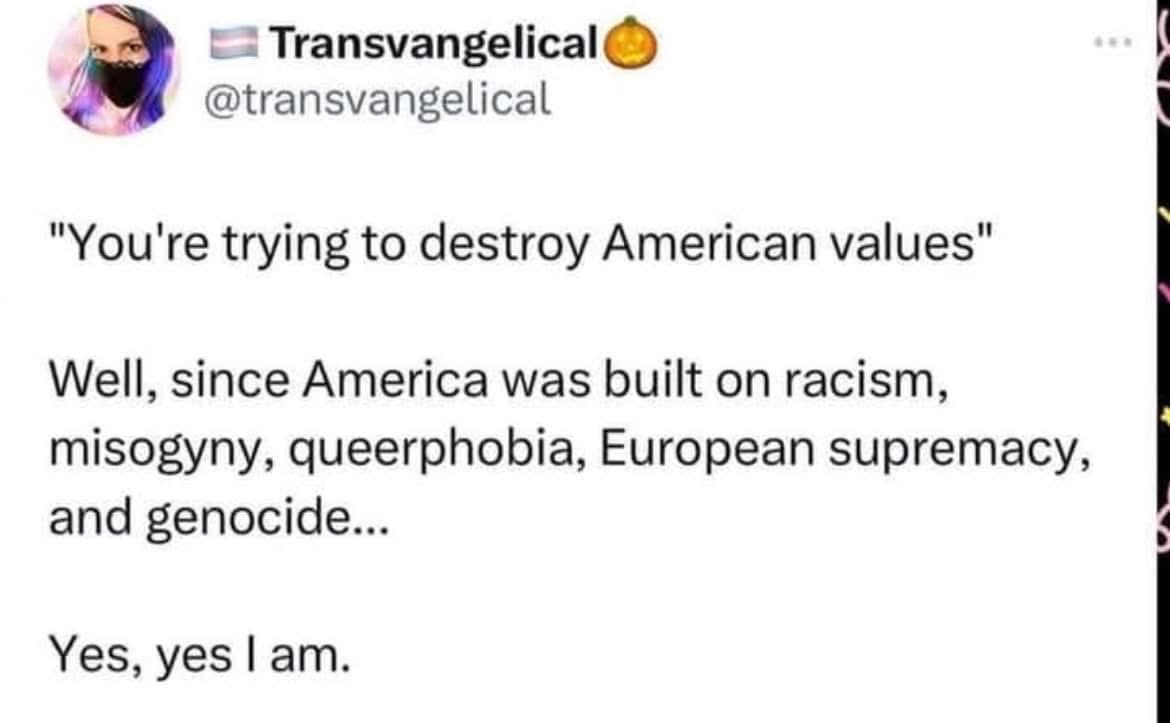 Transvangelical
@transvangelical
"You're trying to destroy American values"
Well, since America was built on racism,
misogyny, queerphobia, European supremacy,
and genocide...
Yes, yes I am.